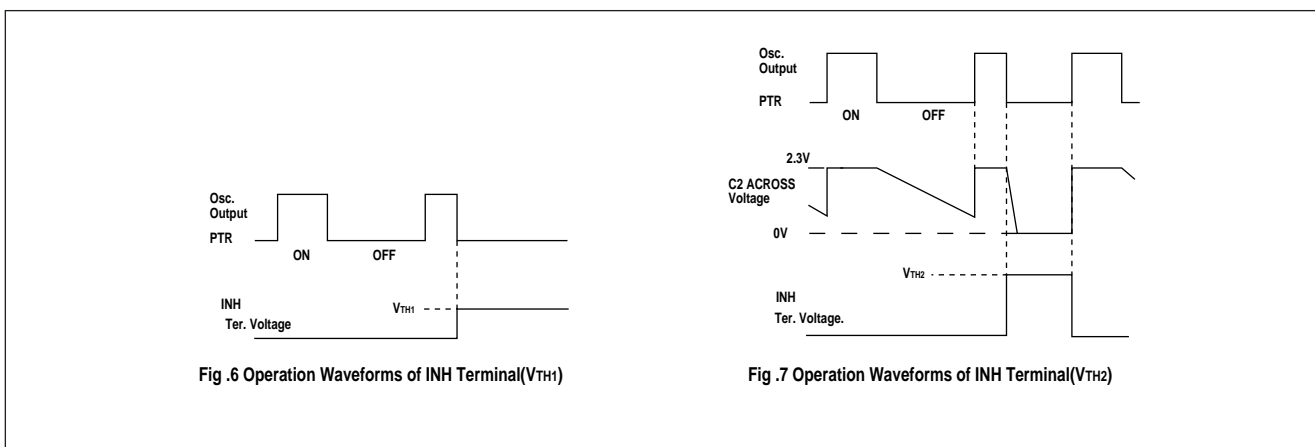 Osc.
Output
PTR
ON OFF
INH
Ter. Voltage
VTH1
Fig .6 Operation Waveforms of INH Terminal(VTH1)
Osc.
Output
PTR
ON OFF
2.3V
C2 ACROSS
Voltage
0V
VTH2
INH
Ter. Voltage.
Fig .7 Operation Waveforms of INH Terminal(VTH2)